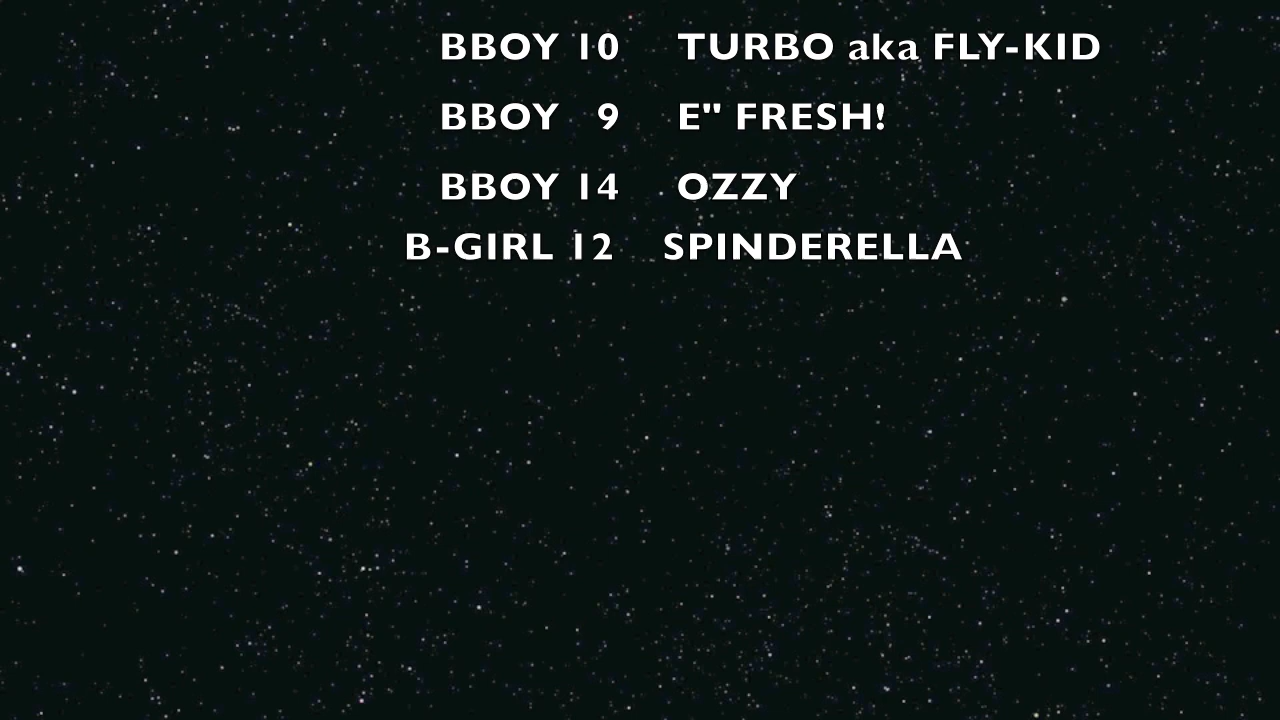 BBOY 10 TURBO aka FLY-KID
BBOY 9 E" FRESH!
BBOY 14 OZZY
B-GIRL 12 SPINDERELLA